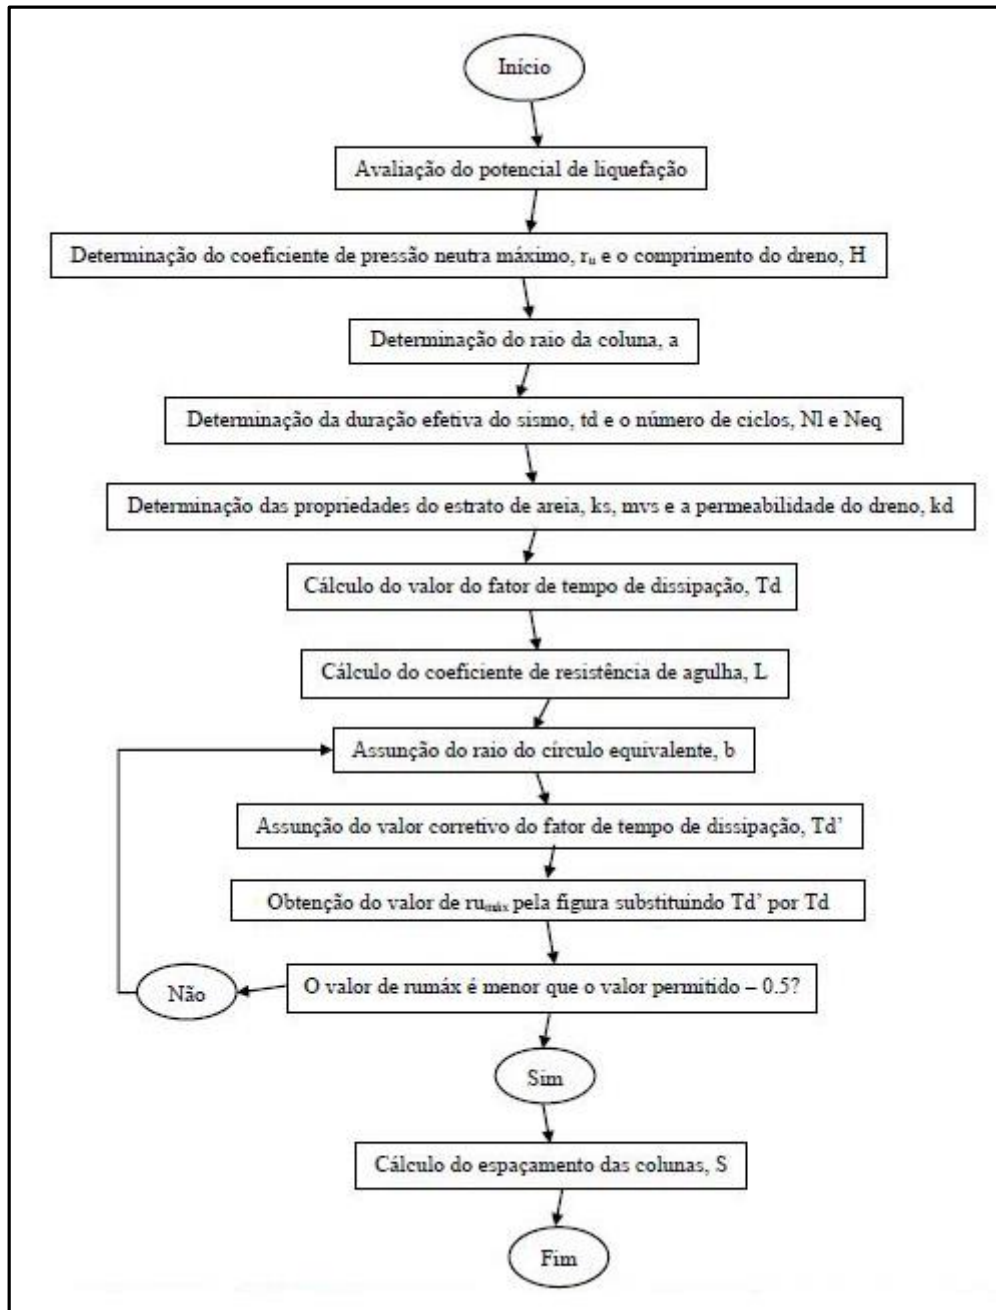 Início
Avaliação do potencial de liquefação
Determinação do coeficiente de pressão neutra máximo, ru e o comprimento do dreno, H
Determinação do raio da coluna, a
Determinação da duração efetiva do sismo, td e o número de ciclos, Nl e Neq
Determinação das propriedades do estrato de areia, ks, mvs e a permeabilidade do dreno, kd
Cálculo do valor do fator de tempo de dissipação, Td
Cálculo do coeficiente de resistência de agulha, L
Assunção do raio do círculo equivalente, b
Assunção do valor corretivo do fator de tempo de dissipação, Td’
Obtenção do valor de rumáx pela figura substituindo Td’ por Td
Não
O valor de rumáx é menor que o valor permitido – 0.5?
Sim
Cálculo do espaçamento das colunas, S
Fim